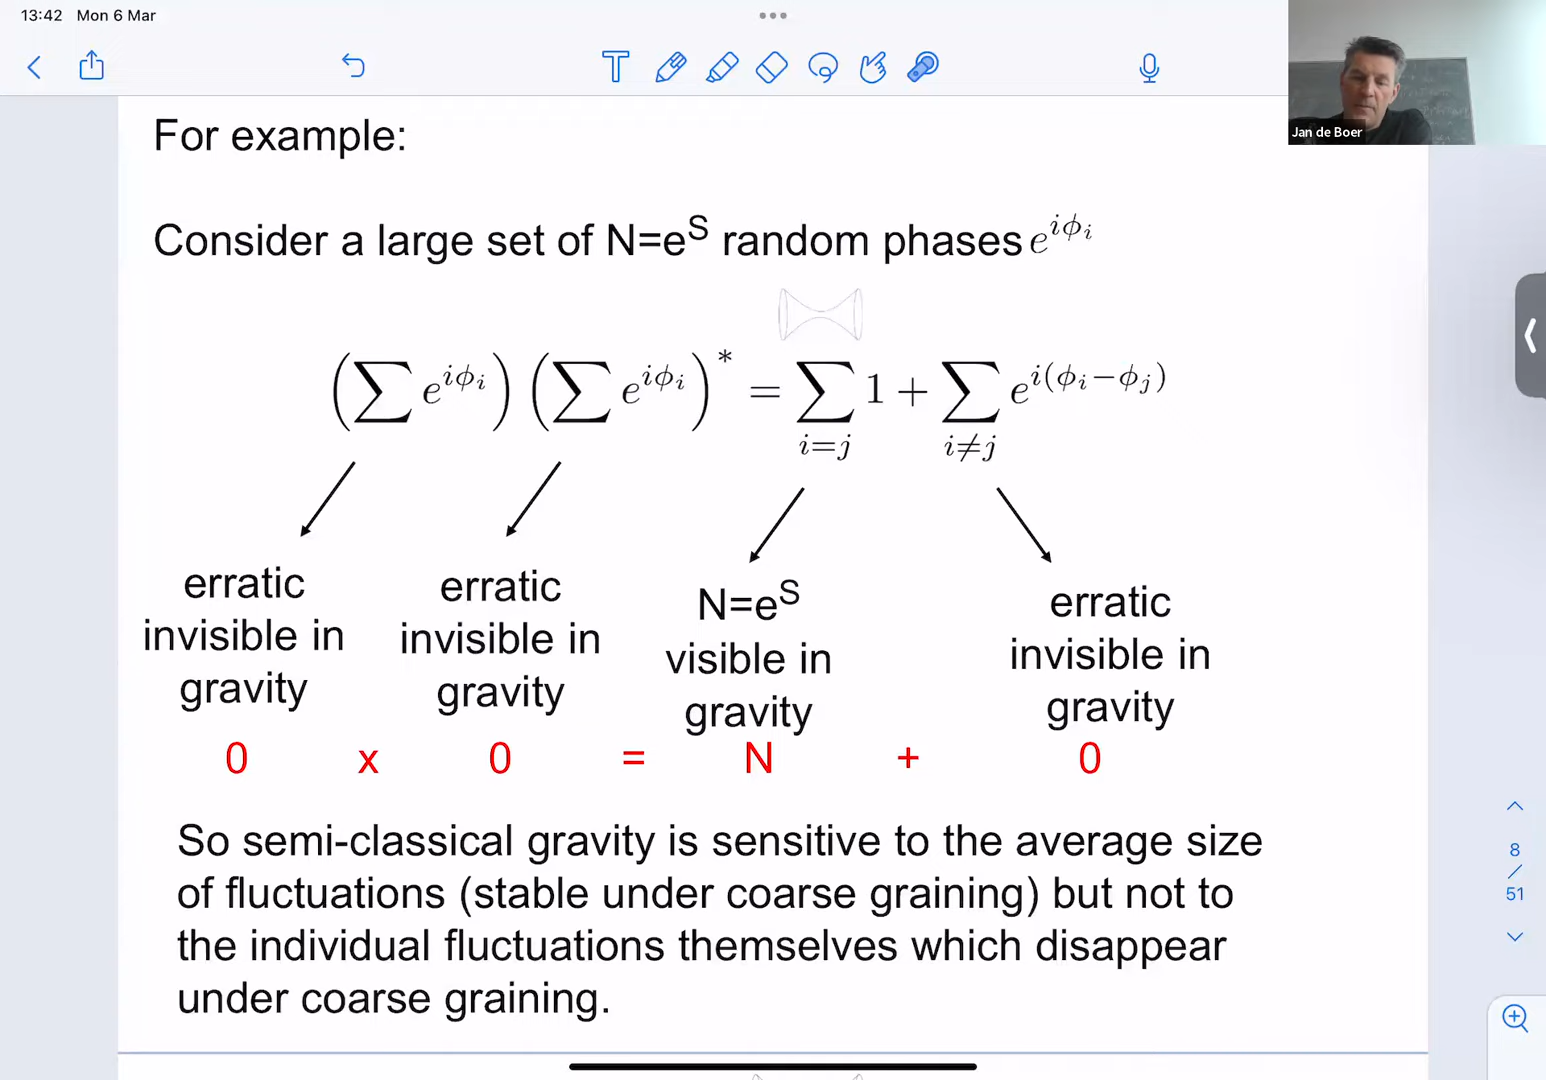 13:42 Mon 6 Mar
Jan de Boer
For example:
Consider a large set of N=e^S random phases e^{iϕ_i}
(∑ e^{iϕ_i}) (∑ e^{iϕ_i})^* = ∑_{i=j} 1 + ∑_{i≠j} e^{i(ϕ_i−ϕ_j)}
erratic
invisible in
gravity
erratic
invisible in
gravity
N=e^S
visible in
gravity
erratic
invisible in
gravity
0 x 0 = N + 0
So semi-classical gravity is sensitive to the average size
of fluctuations (stable under coarse graining) but not to
the individual fluctuations themselves which disappear
under coarse graining.
8
/
51